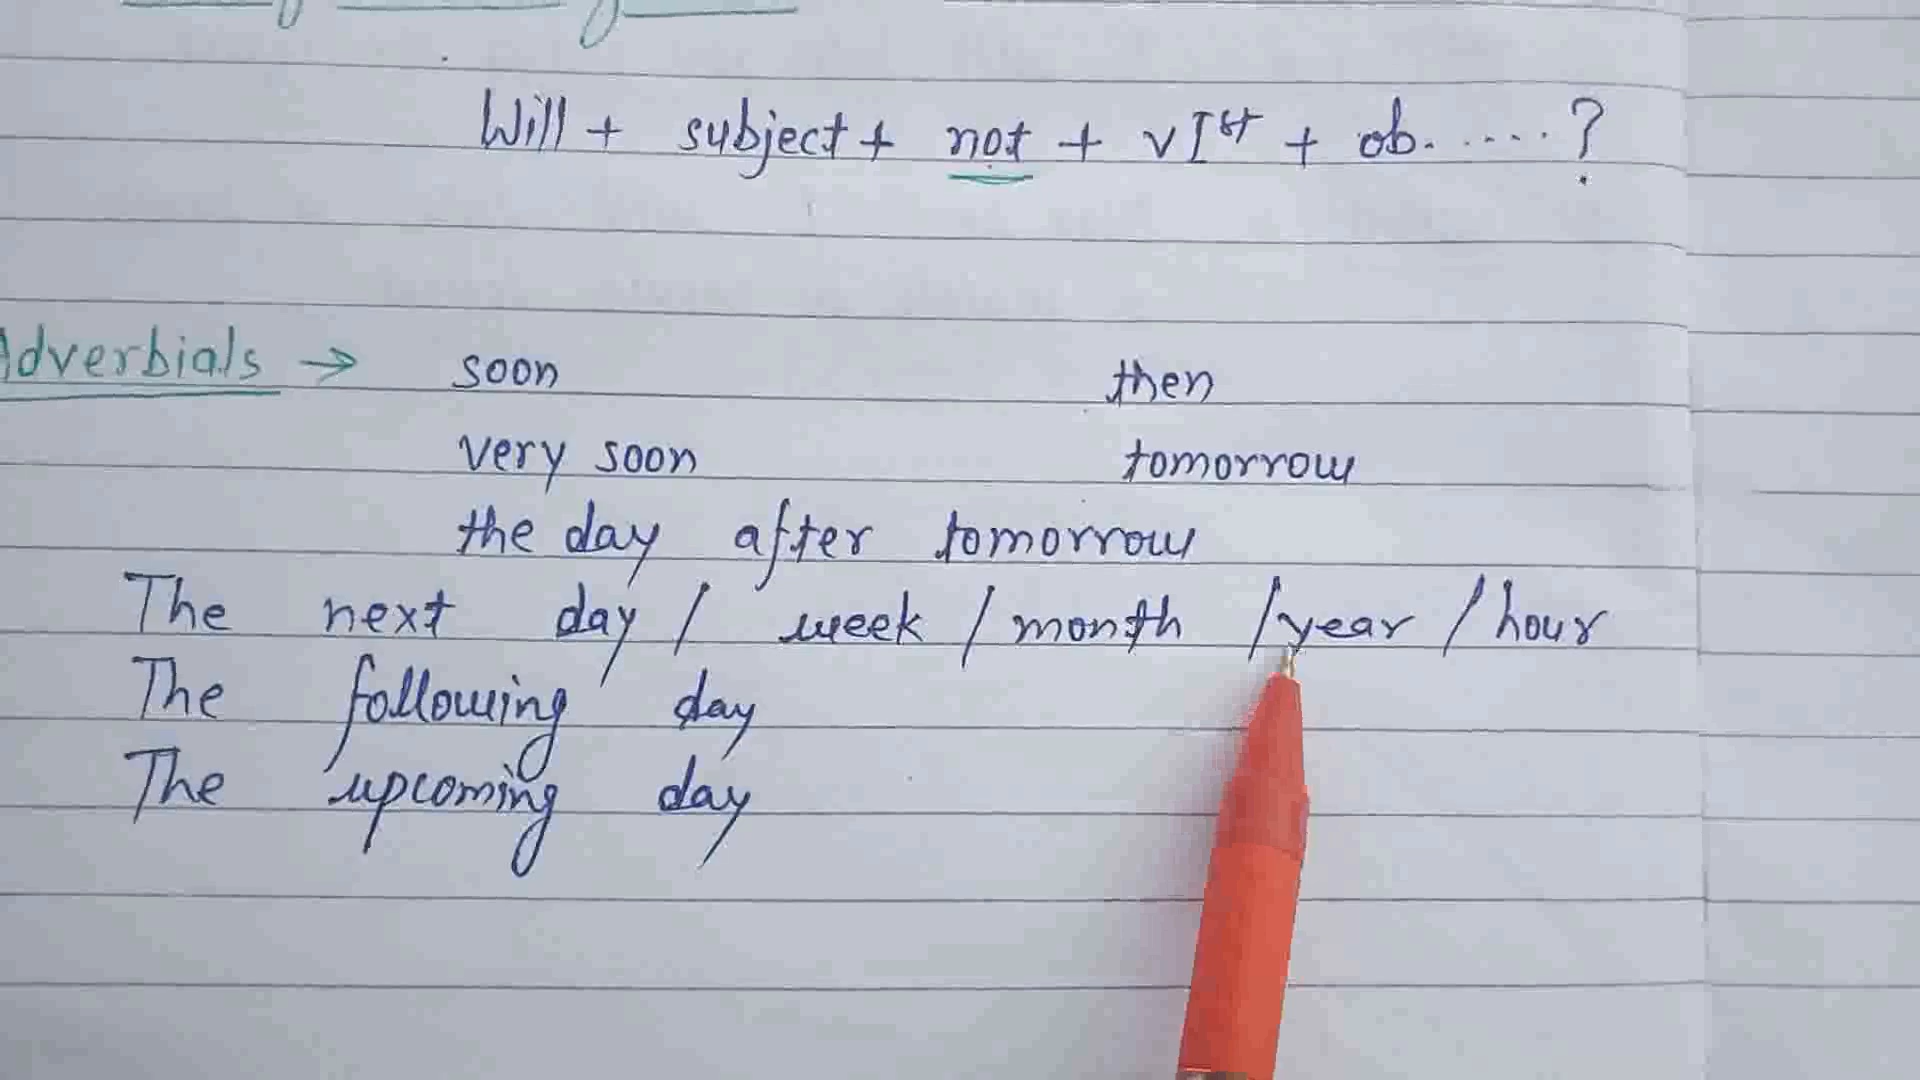 Will + subject + not + vIst + ob. ....?
Adverbials → soon then
very soon tomorrow
the day after tomorrow
The next day / week / month / year / hour
The following day
The upcoming day